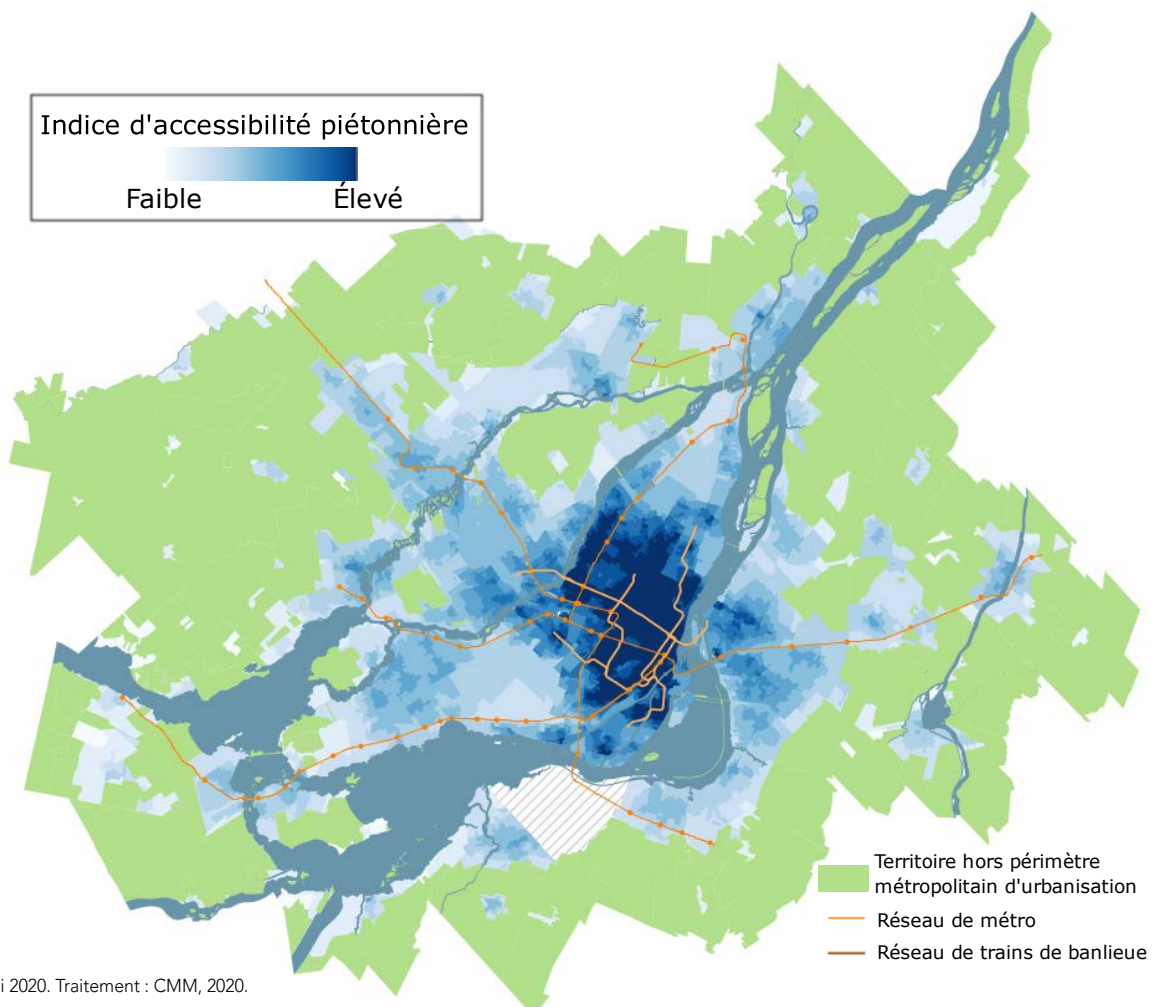 Indice d'accessibilité piétonnière
Faible Élevé
Territoire hors périmètre
métropolitain d'urbanisation
Réseau de métro
Réseau de trains de banlieue
i 2020. Traitement : CMM, 2020.